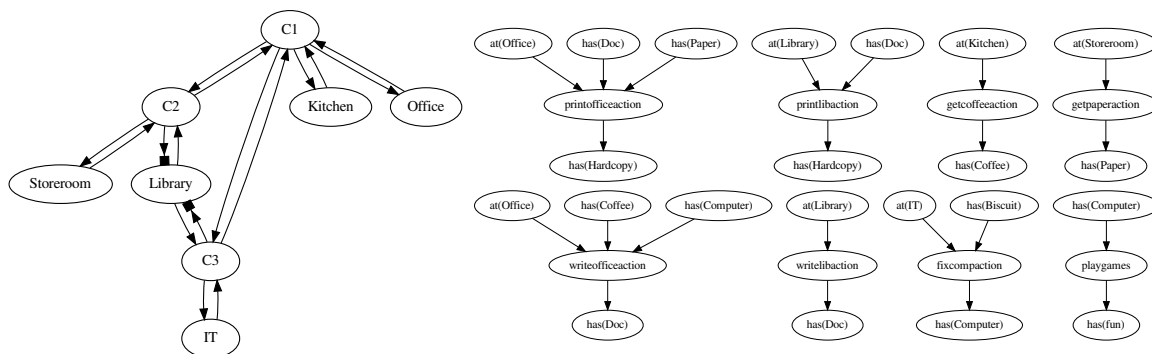 C1
C2
Kitchen
Office
Storeroom
Library
C3
IT
at(Office) has(Doc) has(Paper)
printofficeaction
has(Hardcopy)
at(Library) has(Doc)
printlibaction
has(Hardcopy)
at(Kitchen)
getcoffeeaction
has(Coffee)
at(Storeroom)
getpaperaction
has(Paper)
at(Office) has(Coffee) has(Computer)
writeofficeaction
has(Doc)
at(Library)
writelibaction
has(Doc)
at(IT) has(Biscuit)
fixcompaction
has(Computer)
has(Computer)
playgames
has(fun)